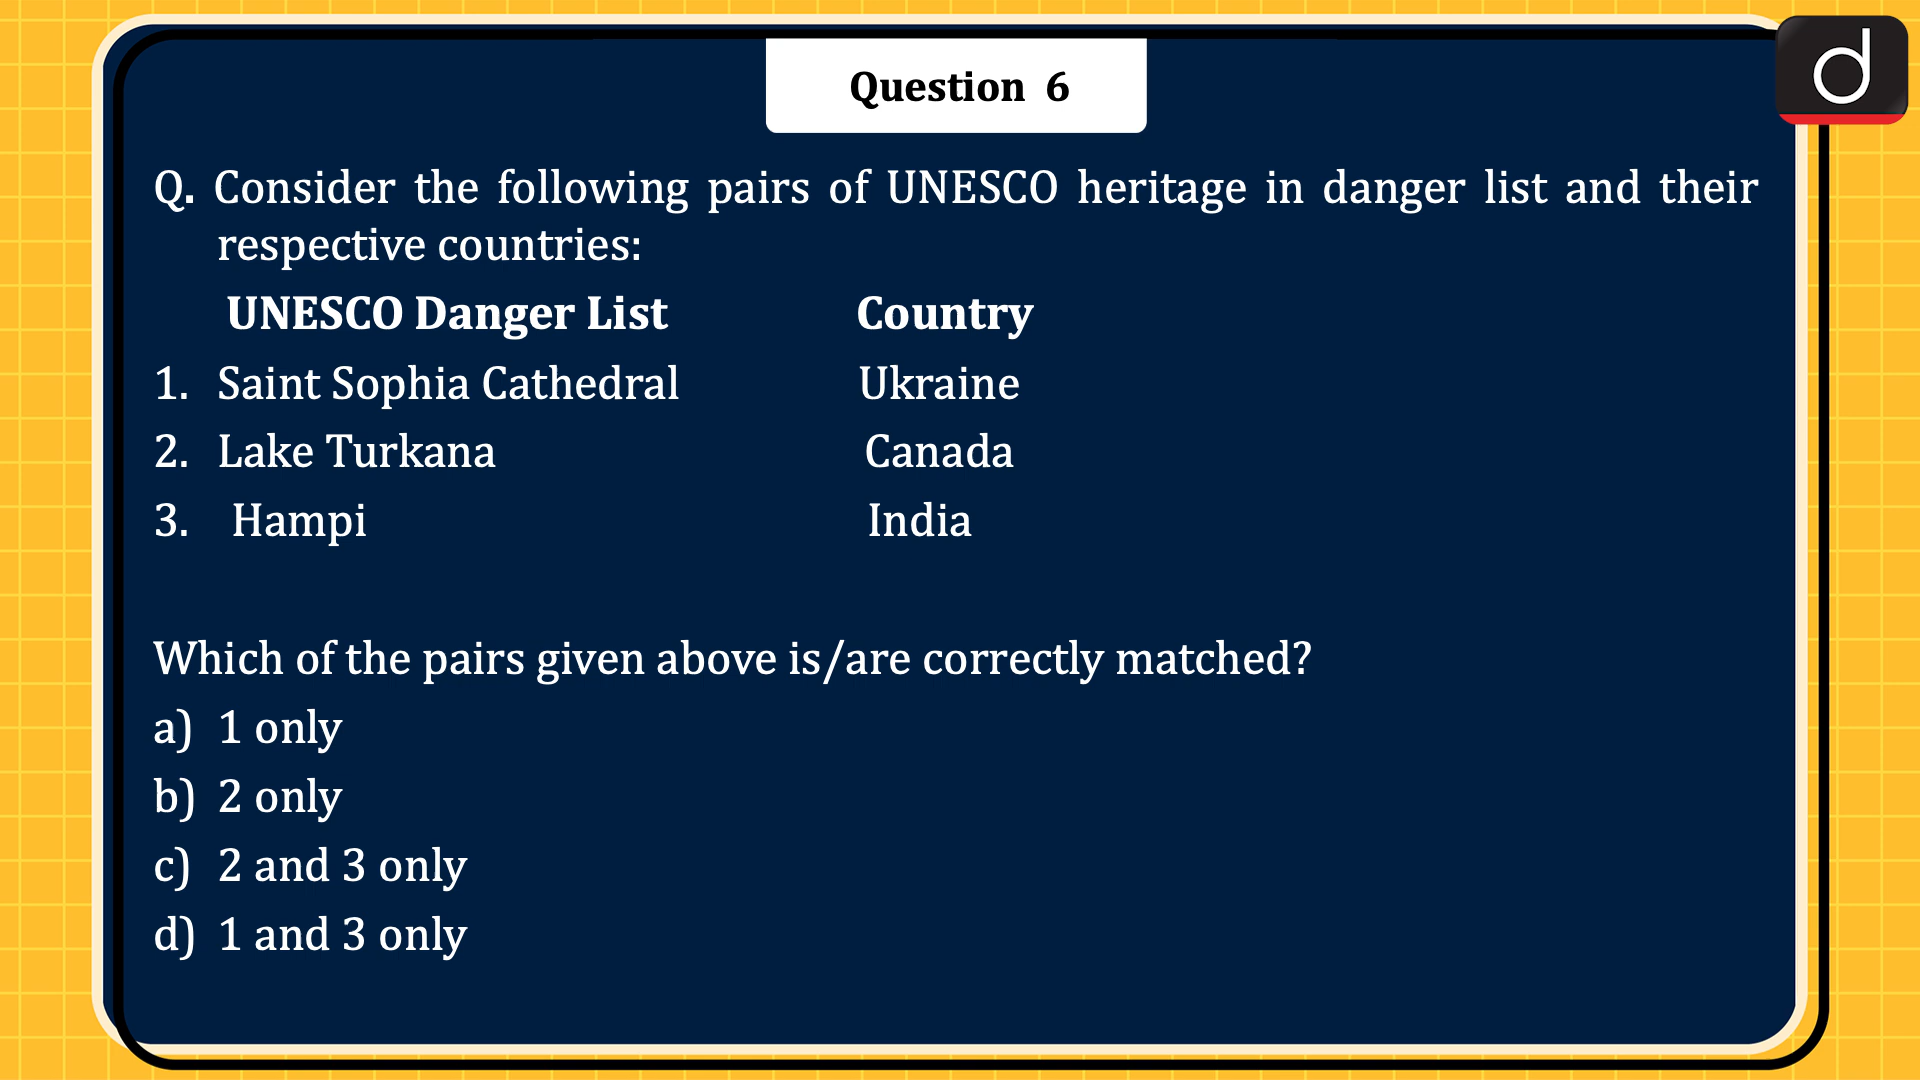 Question 6
Q. Consider the following pairs of UNESCO heritage in danger list and their
respective countries:
UNESCO Danger List Country
1. Saint Sophia Cathedral Ukraine
2. Lake Turkana Canada
3. Hampi India
Which of the pairs given above is/are correctly matched?
a) 1 only
b) 2 only
c) 2 and 3 only
d) 1 and 3 only
d